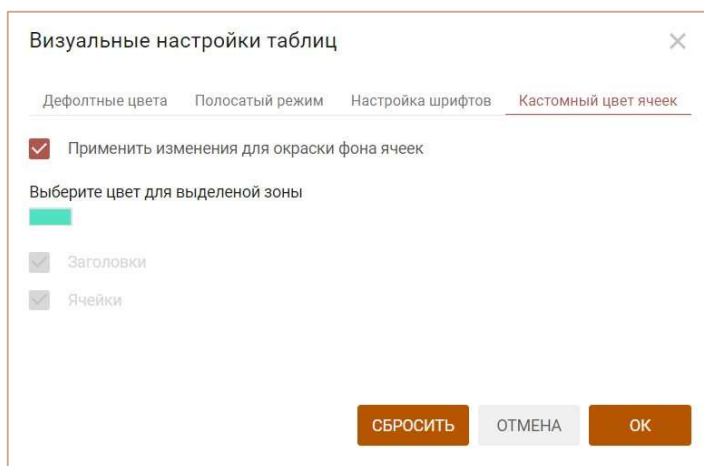 Визуальные настройки таблиц
Дефолтные цвета Полосатый режим Настройка шрифтов Кастомный цвет ячеек
Применить изменения для окраски фона ячеек
Выберите цвет для выделеной зоны
Заголовки
Ячейки
СБРОСИТЬ ОТМЕНА ОК